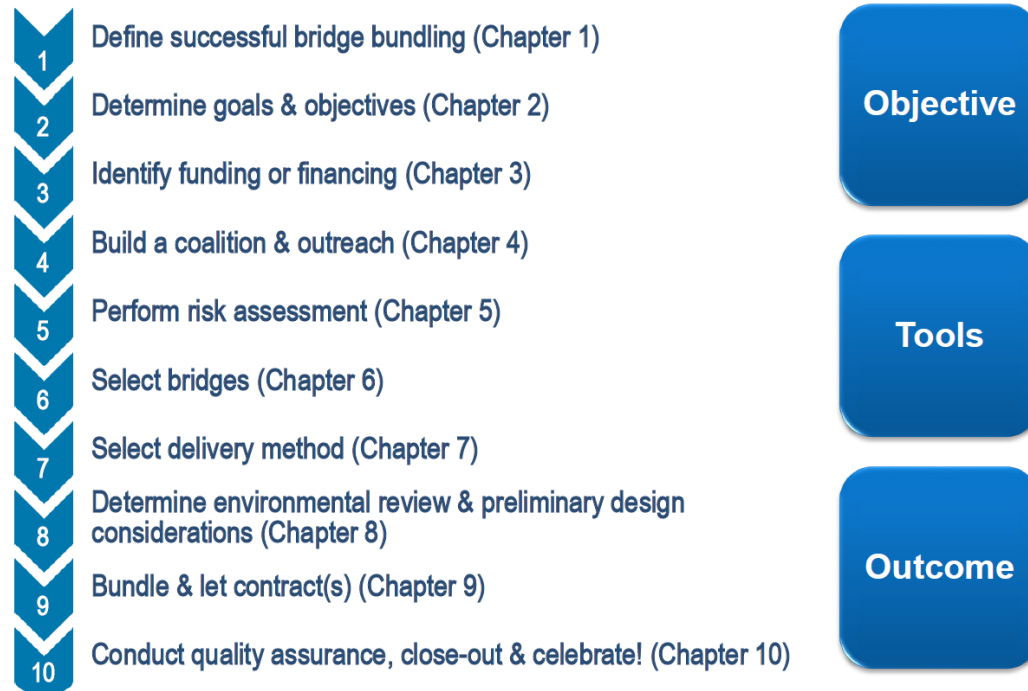 1
Define successful bridge bundling (Chapter 1)
2
Determine goals & objectives (Chapter 2)
3
Identify funding or financing (Chapter 3)
4
Build a coalition & outreach (Chapter 4)
5
Perform risk assessment (Chapter 5)
6
Select bridges (Chapter 6)
7
Select delivery method (Chapter 7)
8
Determine environmental review & preliminary design
considerations (Chapter 8)
9
Bundle & let contract(s) (Chapter 9)
10
Conduct quality assurance, close-out & celebrate! (Chapter 10)
Objective
Tools
Outcome